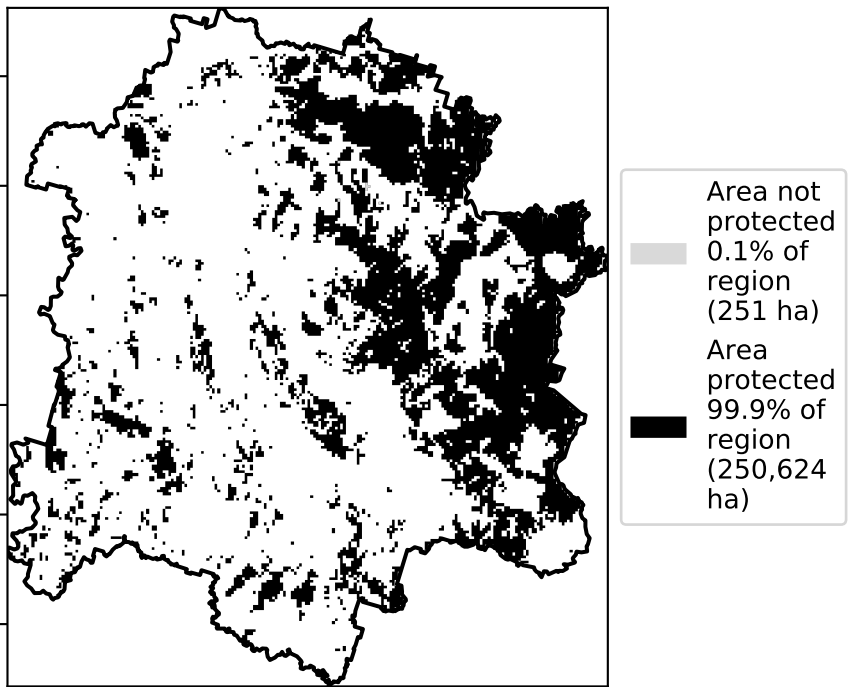 Area not
protected
0.1% of
region
(251 ha)
Area
protected
99.9% of
region
(250,624
ha)